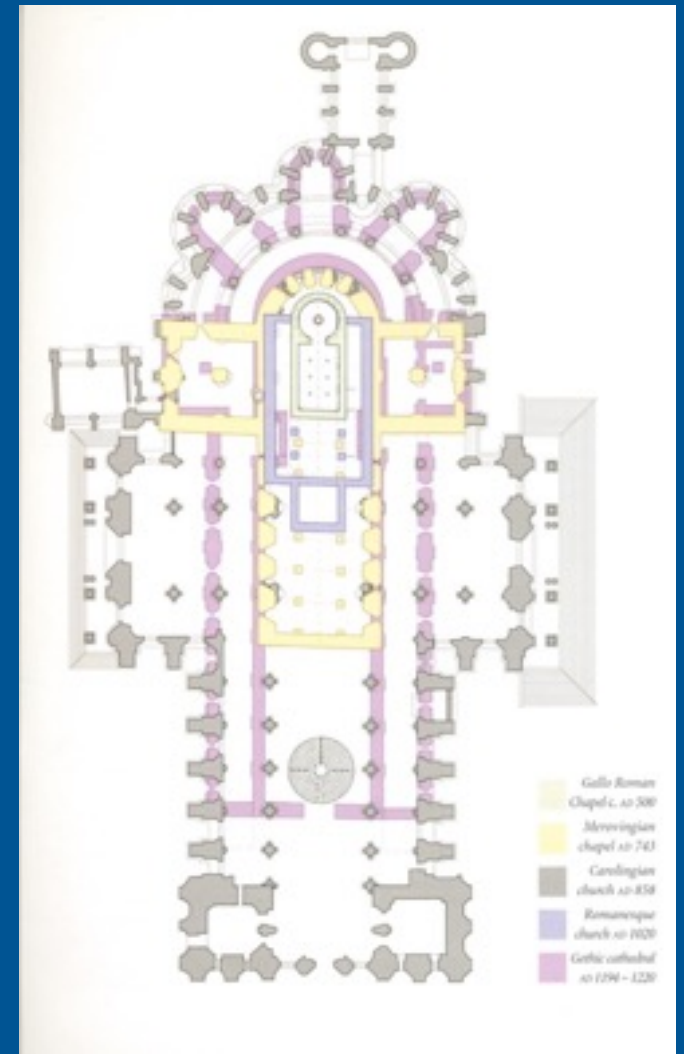 Gallo Roman
Chapel c. AD 500
Merovingian
chapel AD 743
Carolingian
church AD 858
Romanesque
church AD 1020
Gothic cathedral
AD 1194 – 1220